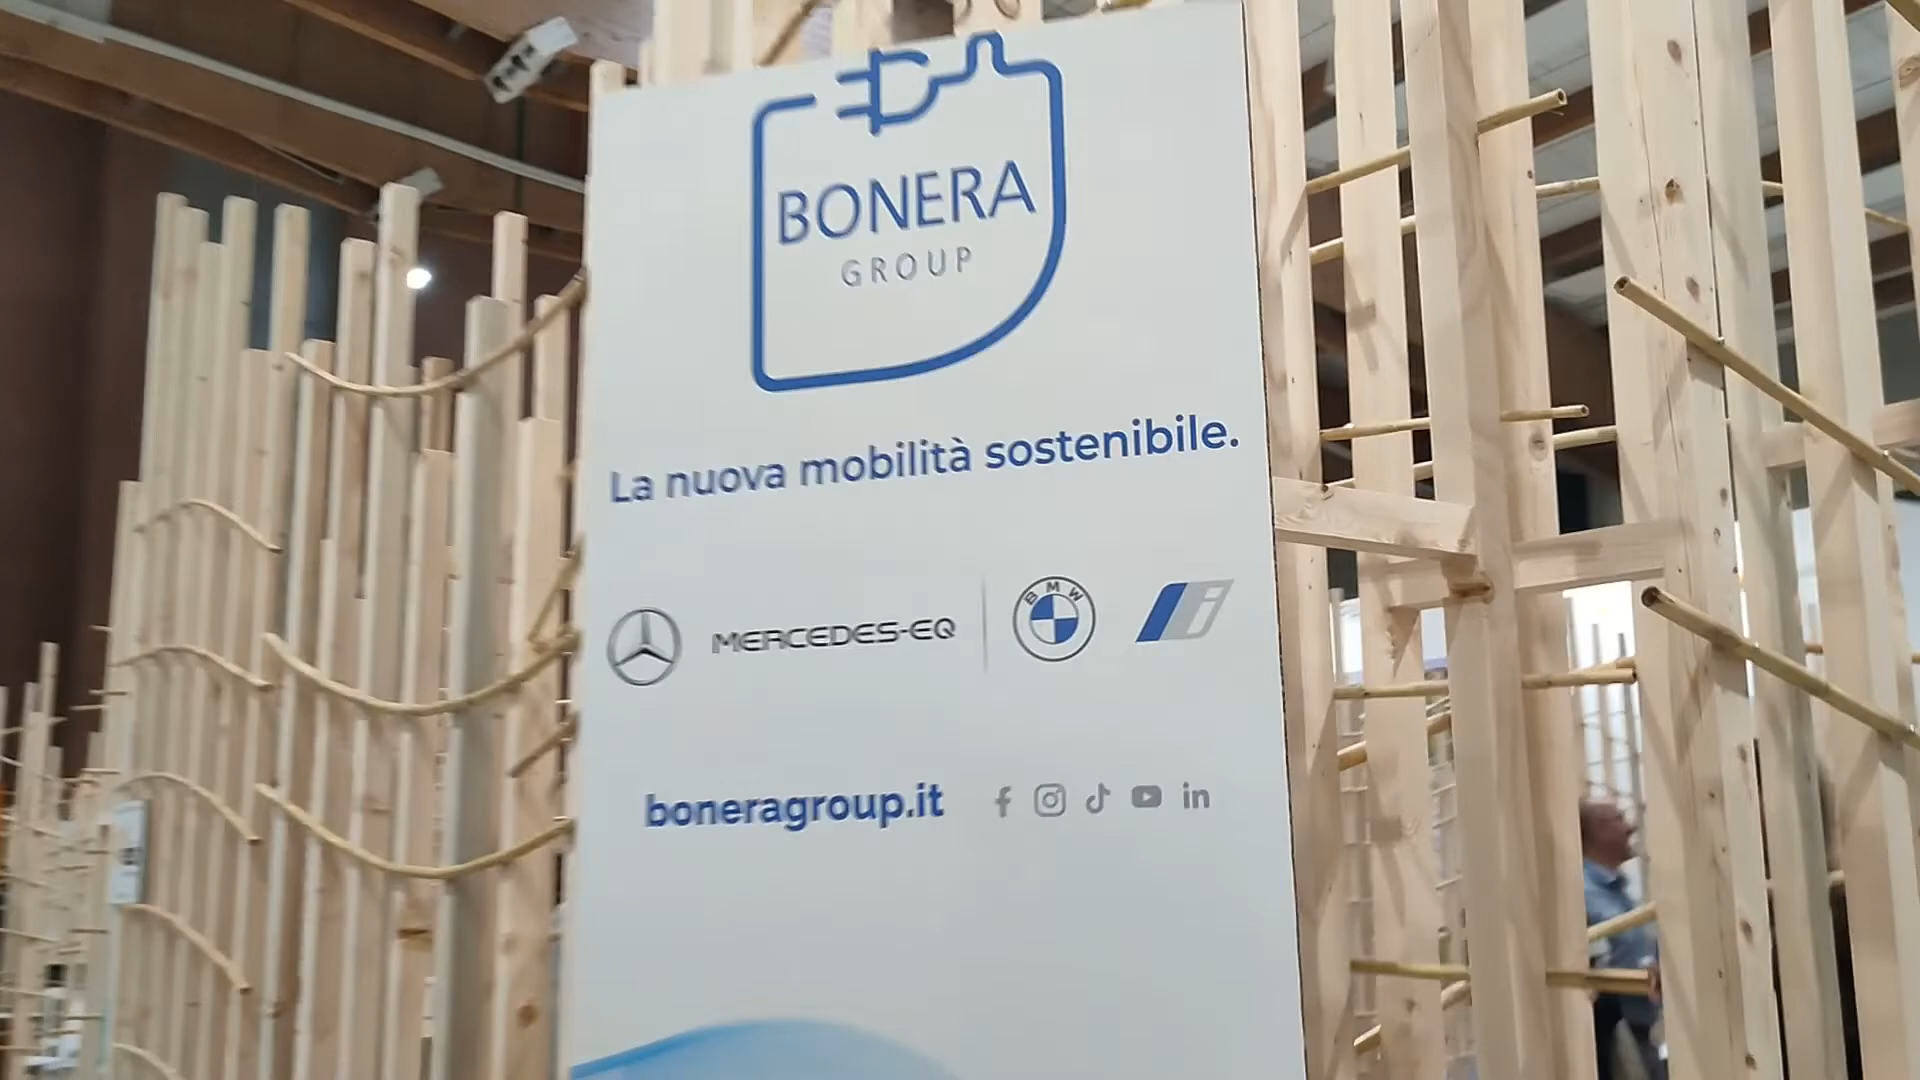 BONERA
GROUP
La nuova mobilità sostenibile.
MERCEDES-EQ
BMW
i
boneragroup.it
in